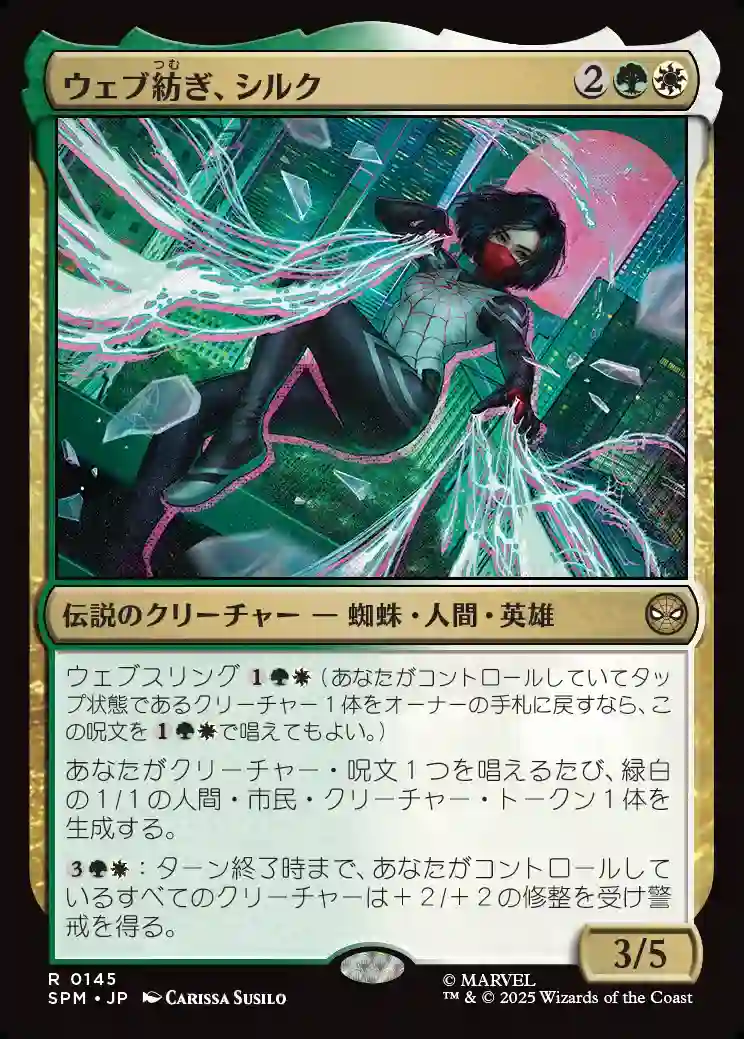 つむ
ウェブ紡ぎ、シルク 2
伝説のクリーチャー ― 蜘蛛・人間・英雄
ウェブスリング 1 (あなたがコントロールしていてタッ
プ状態であるクリーチャー１体をオーナーの手札に戻すなら、こ
の呪文を 1 で唱えてもよい。)
あなたがクリーチャー・呪文１つを唱えるたび、緑白
の１/１の人間・市民・クリーチャー・トークン１体を
生成する。
3 ：ターン終了時まで、あなたがコントロールして
いるすべてのクリーチャーは＋２/＋２の修整を受け警
戒を得る。
3/5
R 0145
SPM • JP CARISSA SUSILO
© MARVEL
™ & © 2025 Wizards of the Coast